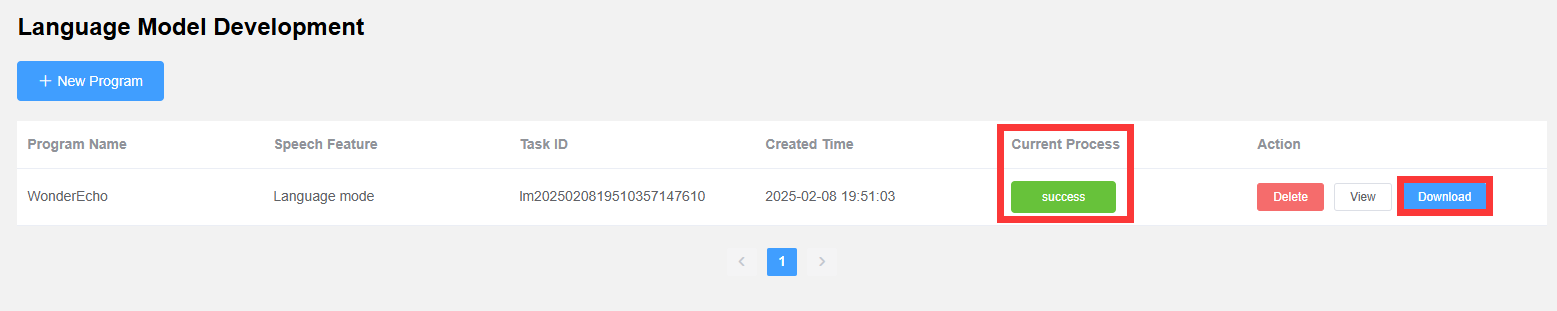 Language Model Development
+ New Program
Program Name Speech Feature Task ID Created Time Current Process Action
WonderEcho Language mode lm2025020819510357147610 2025-02-08 19:51:03 success Delete View Download
< 1 >